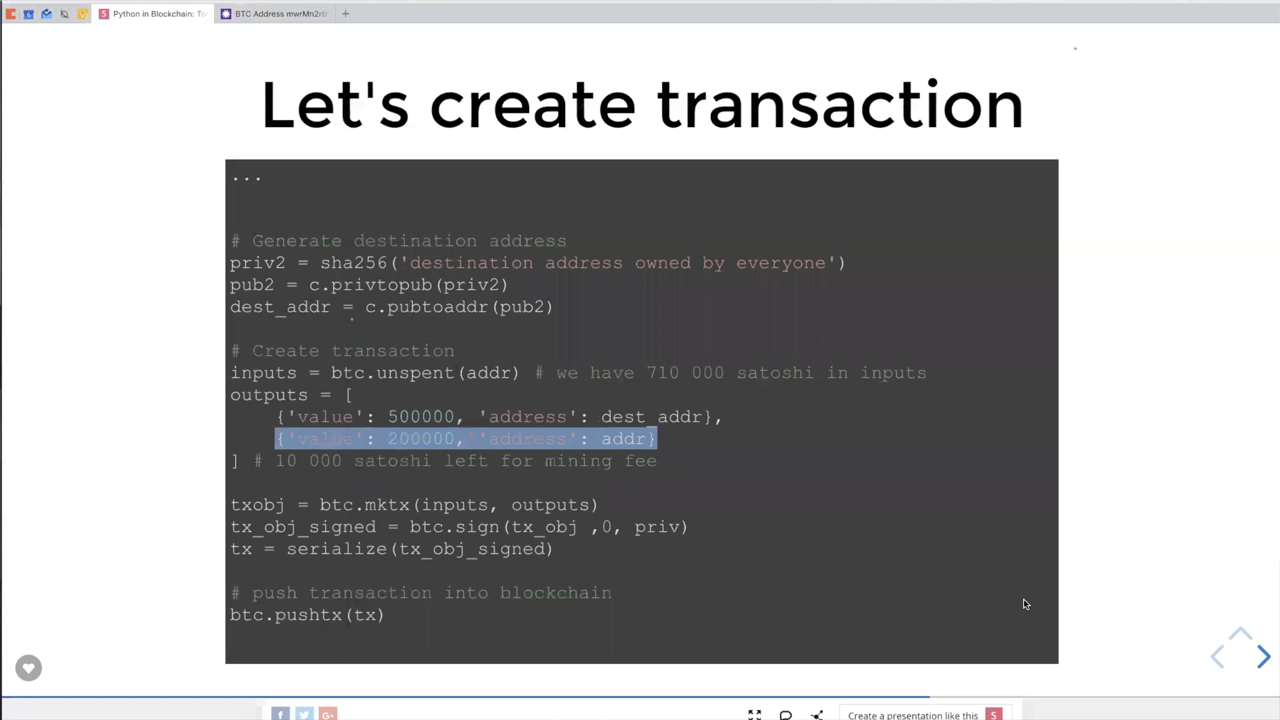 Python in Blockchain: To
BTC Address mwrMn2rt
Let's create transaction
...
# Generate destination address
priv2 = sha256('destination address owned by everyone')
pub2 = c.privtopub(priv2)
dest_addr = c.pubtoaddr(pub2)
# Create transaction
inputs = btc.unspent(addr) # we have 710 000 satoshi in inputs
outputs = [
{'value': 500000, 'address': dest_addr},
{'value': 200000, 'address': addr}
] # 10 000 satoshi left for mining fee
txobj = btc.mktx(inputs, outputs)
tx_obj_signed = btc.sign(tx_obj ,0, priv)
tx = serialize(tx_obj_signed)
# push transaction into blockchain
btc.pushtx(tx)
Create a presentation like this